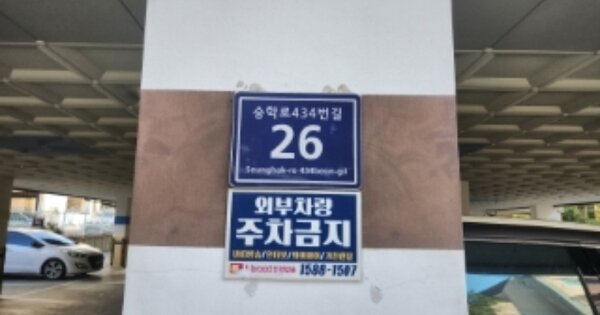 승학로434번길
26
Seunghak-ro 434beon-gil
외부차량
주차금지
1588-1507